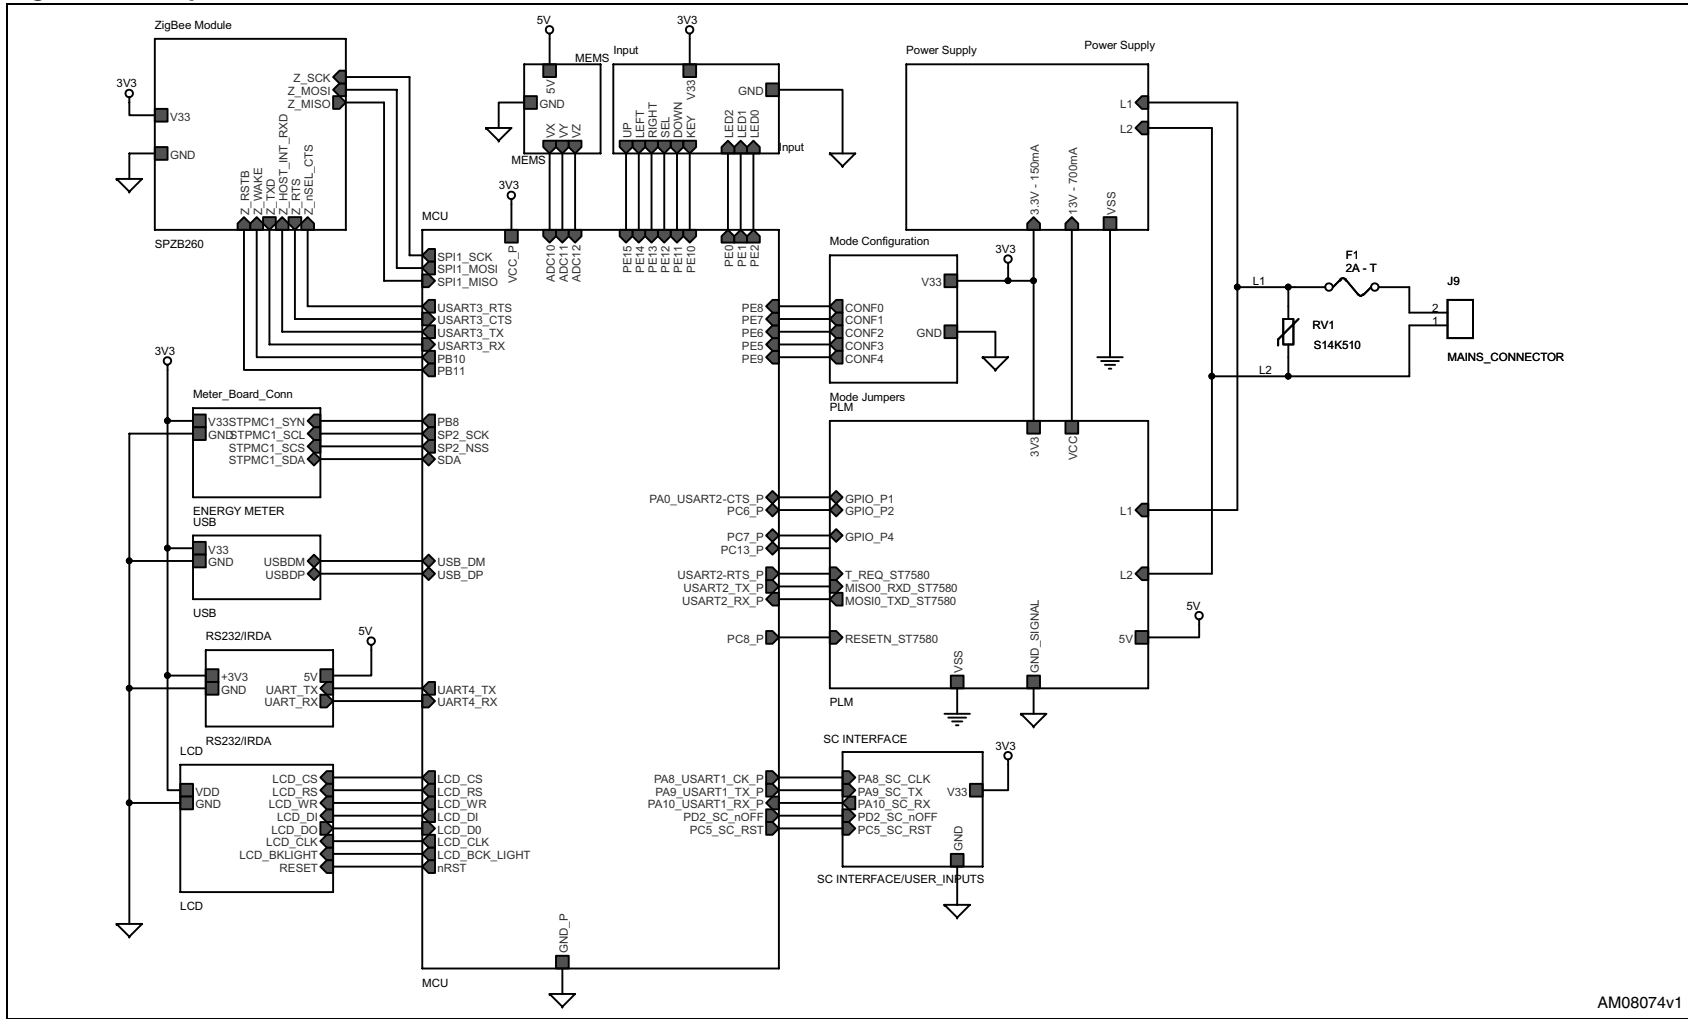 ZigBee Module
Z_SCK
Z_MOSI
Z_MISO
3V3
V33
GND
Z_RSTB
Z_WAKE
Z_TXD
Z_HOST_INT_RXD
Z_RTS
Z_nSEL_CTS
SPZB260
5V
MEMS
5V
GND
VX
VY
VZ
MEMS
3V3
Input
V33
GND
UP
LEFT
RIGHT
SEL
DOWN
KEY
LED2
LED1
LED0
Input
Power Supply
Power Supply
L1
L2
3.3V - 150mA
13V - 700mA
VSS
MCU
3V3
VCC_P
ADC10
ADC11
ADC12
PE15
PE14
PE13
PE12
PE11
PE10
PE0
PE1
PE2
SPI1_SCK
SPI1_MOSI
SPI1_MISO
USART3_RTS
USART3_CTS
USART3_TX
USART3_RX
PB10
PB11
PE8
PE7
PE6
PE5
PE9
Mode Configuration
3V3
V33
CONF0
CONF1
CONF2
CONF3
CONF4
GND
Mode Jumpers
F1
2A - T
L1
J9
2
1
RV1
S14K510
MAINS_CONNECTOR
L2
3V3
Meter_Board_Conn
V33
GND
STPMC1_SYN
STPMC1_SCL
STPMC1_SCS
STPMC1_SDA
PB8
SP2_SCK
SP2_NSS
SDA
ENERGY METER
USB
V33
GND
USBDM
USBDP
USB_DM
USB_DP
USB
RS232/IRDA
5V
+3V3
GND
5V
UART_TX
UART_RX
UART4_TX
UART4_RX
RS232/IRDA
LCD
VDD
GND
LCD_CS
LCD_RS
LCD_WR
LCD_DI
LCD_DO
LCD_CLK
LCD_BKLIGHT
RESET
LCD_CS
LCD_RS
LCD_WR
LCD_DI
LCD_D0
LCD_CLK
LCD_BCK_LIGHT
nRST
LCD
PLM
3V3
VCC
PA0_USART2-CTS_P
PC6_P
PC7_P
PC13_P
USART2-RTS_P
USART2_TX_P
USART2_RX_P
PC8_P
GPIO_P1
GPIO_P2
GPIO_P4
T_REQ_ST7580
MISO0_RXD_ST7580
MOSI0_TXD_ST7580
RESETN_ST7580
L1
L2
5V
5V
VSS
GND_SIGNAL
PLM
SC INTERFACE
3V3
PA8_USART1_CK_P
PA9_USART1_TX_P
PA10_USART1_RX_P
PD2_SC_nOFF
PC5_SC_RST
PA8_SC_CLK
PA9_SC_TX
PA10_SC_RX
PD2_SC_nOFF
PC5_SC_RST
V33
GND
SC INTERFACE/USER_INPUTS
GND_P
MCU
AM08074v1